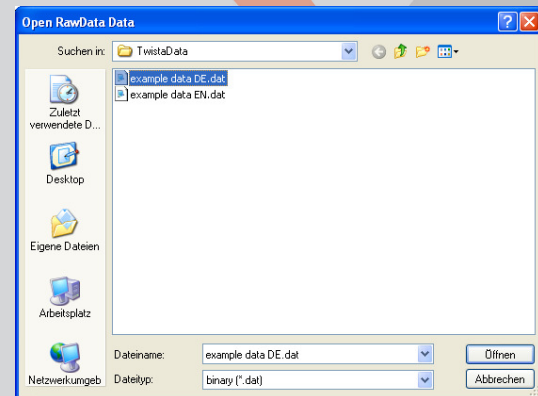 Open RawData Data
Suchen in:
TwistaData
example data DE.dat
example data EN.dat
Zuletzt
verwendete D...
Desktop
Eigene Dateien
Arbeitsplatz
Netzwerkumgeb
Dateiname:
example data DE.dat
Öffnen
Dateityp:
binary (*.dat)
Abbrechen